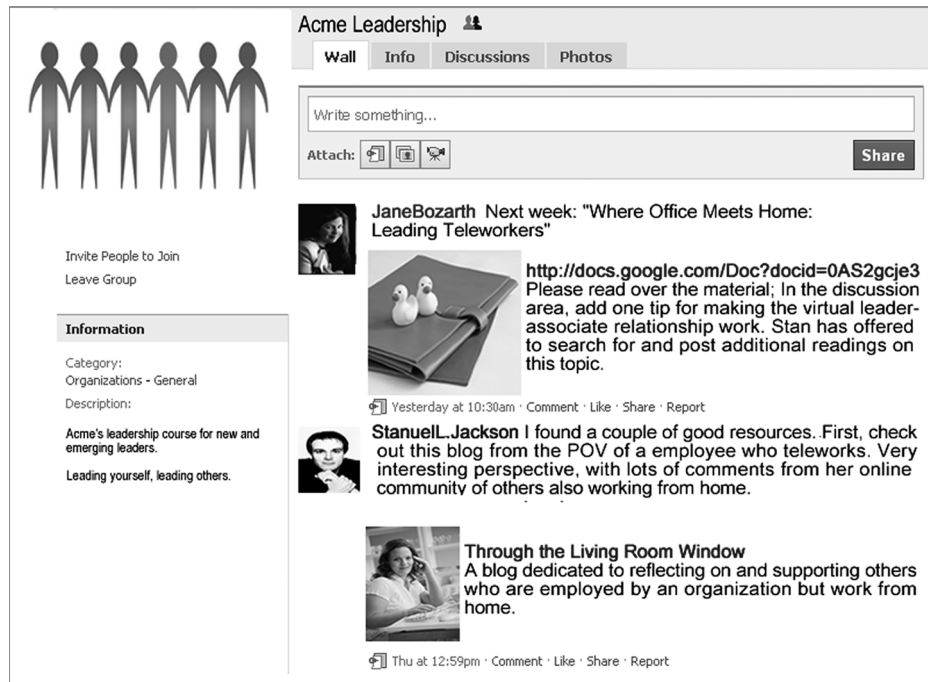 Acme Leadership
Wall Info Discussions Photos
Write something...
Attach:
Share
JaneBozarth Next week: "Where Office Meets Home:
Leading Teleworkers"
http://docs.google.com/Doc?docid=0AS2gcje3
Please read over the material; In the discussion
area, add one tip for making the virtual leader-
associate relationship work. Stan has offered
to search for and post additional readings on
this topic.
Yesterday at 10:30am · Comment · Like · Share · Report
StanuelL.Jackson I found a couple of good resources. .First, check
out this blog from the POV of a employee who teleworks. Very
interesting perspective, with lots of comments from her online
community of others also working from home.
Through the Living Room Window
A blog dedicated to reflecting on and supporting others
who are employed by an organization but work from
home.
Thu at 12:59pm · Comment · Like · Share · Report
Invite People to Join
Leave Group
Information
Category:
Organizations - General
Description:
Acme's leadership course for new and
emerging leaders.
Leading yourself, leading others.